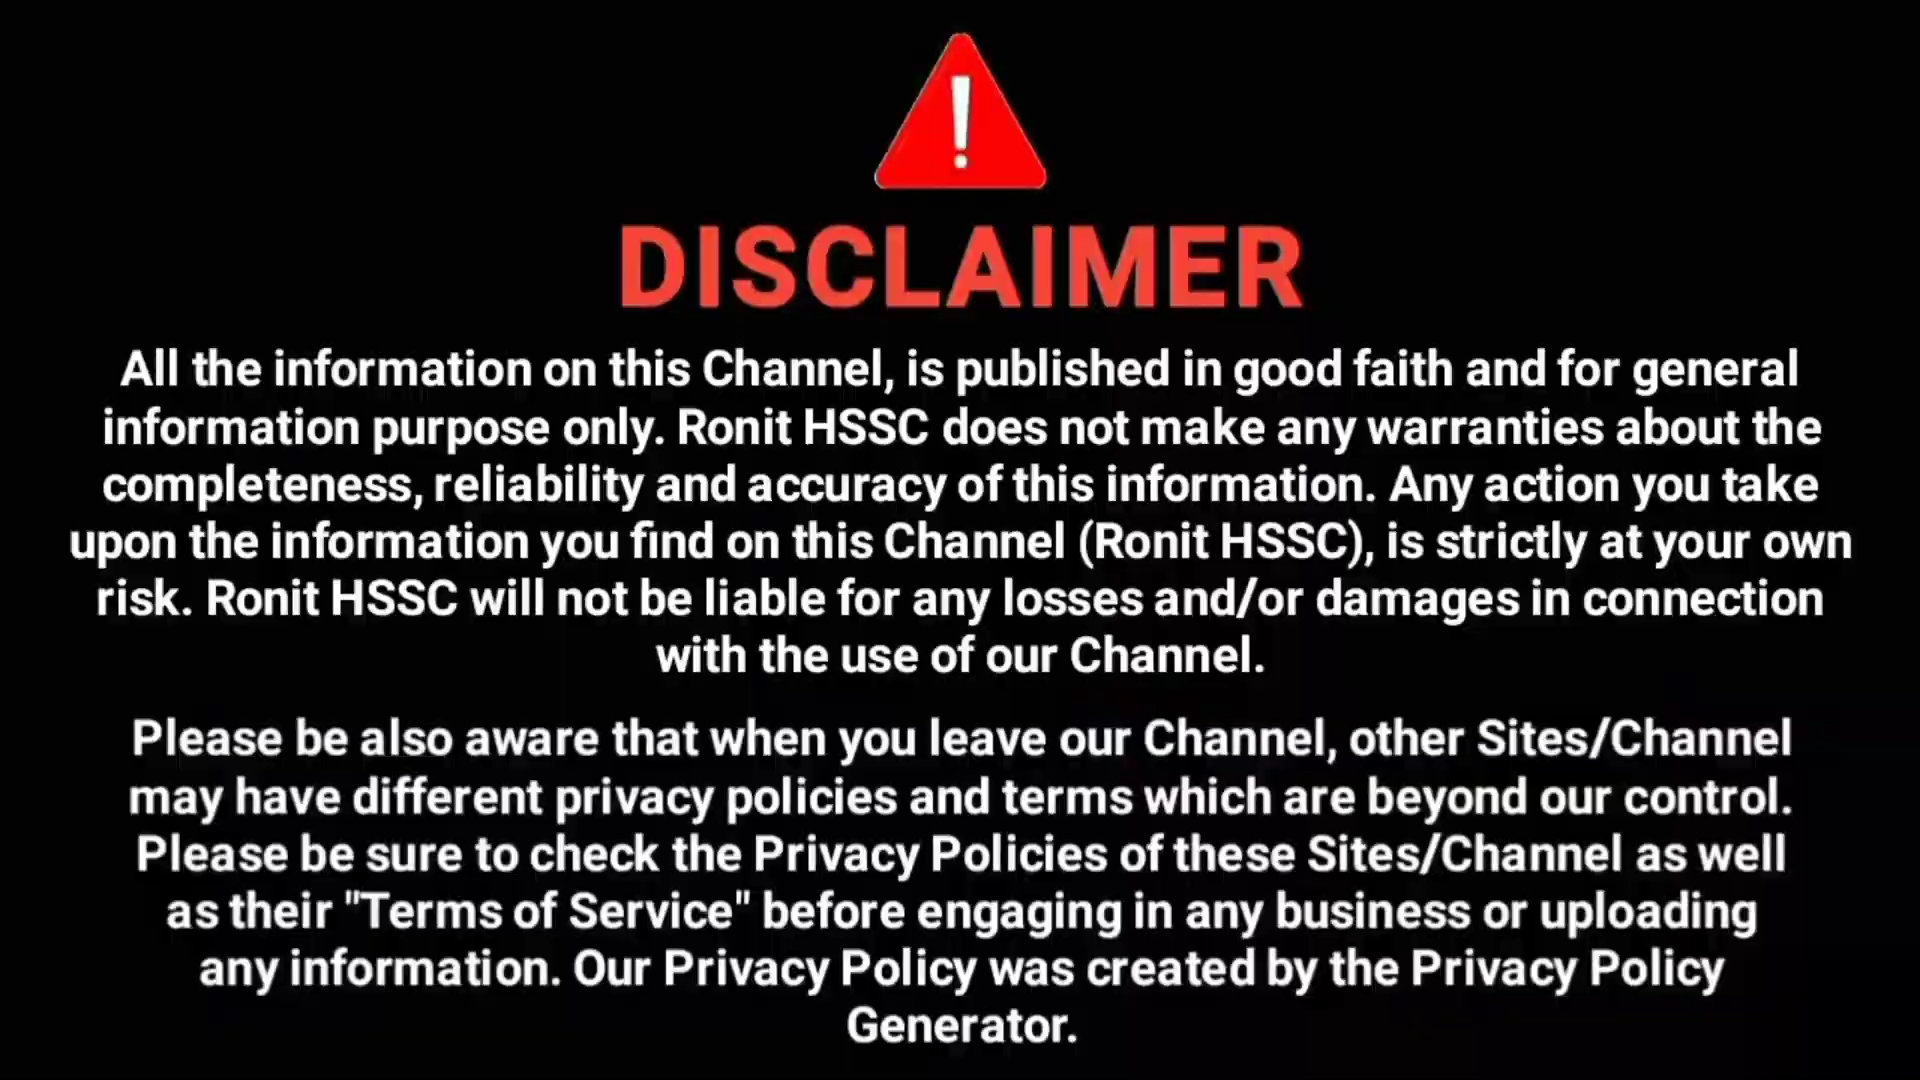 DISCLAIMER
All the information on this Channel, is published in good faith and for general
information purpose only. Ronit HSSC does not make any warranties about the
completeness, reliability and accuracy of this information. Any action you take
upon the information you find on this Channel (Ronit HSSC), is strictly at your own
risk. Ronit HSSC will not be liable for any losses and/or damages in connection
with the use of our Channel.
Please be also aware that when you leave our Channel, other Sites/Channel
may have different privacy policies and terms which are beyond our control.
Please be sure to check the Privacy Policies of these Sites/Channel as well
as their "Terms of Service" before engaging in any business or uploading
any information. Our Privacy Policy was created by the Privacy Policy
Generator.